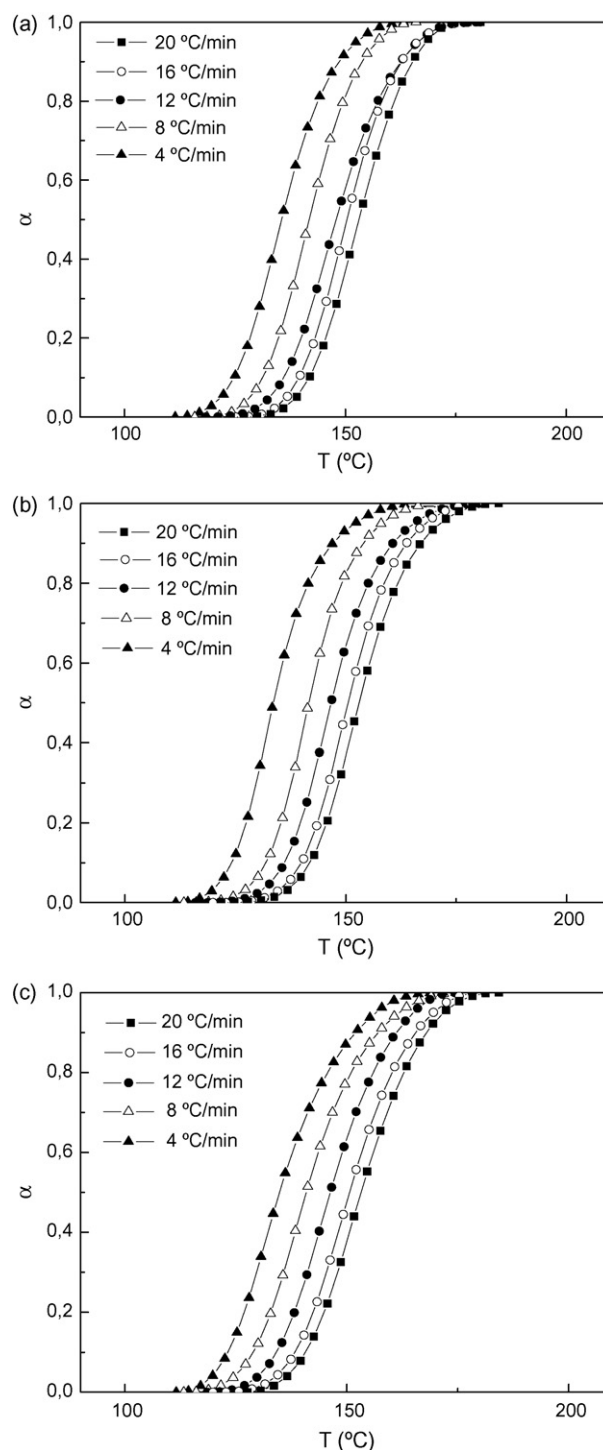 (a)
1,0
0,8
0,6
0,4
0,2
0,0
α
20 ºC/min
16 ºC/min
12 ºC/min
8 ºC/min
4 ºC/min
100
150
200
T (ºC)
(b)
1,0
0,8
0,6
0,4
0,2
0,0
α
20 ºC/min
16 ºC/min
12 ºC/min
8 ºC/min
4 ºC/min
100
150
200
T (ºC)
(c)
1,0
0,8
0,6
0,4
0,2
0,0
α
20 ºC/min
16 ºC/min
12 ºC/min
8 ºC/min
4 ºC/min
100
150
200
T (ºC)